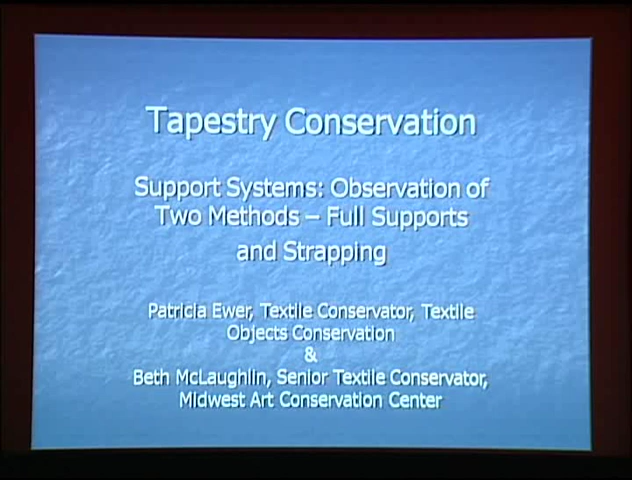 Tapestry Conservation
Support Systems: Observation of
Two Methods – Full Supports
and Strapping
Patricia Ewer, Textile Conservator, Textile
Objects Conservation
&
Beth McLaughlin, Senior Textile Conservator,
Midwest Art Conservation Center